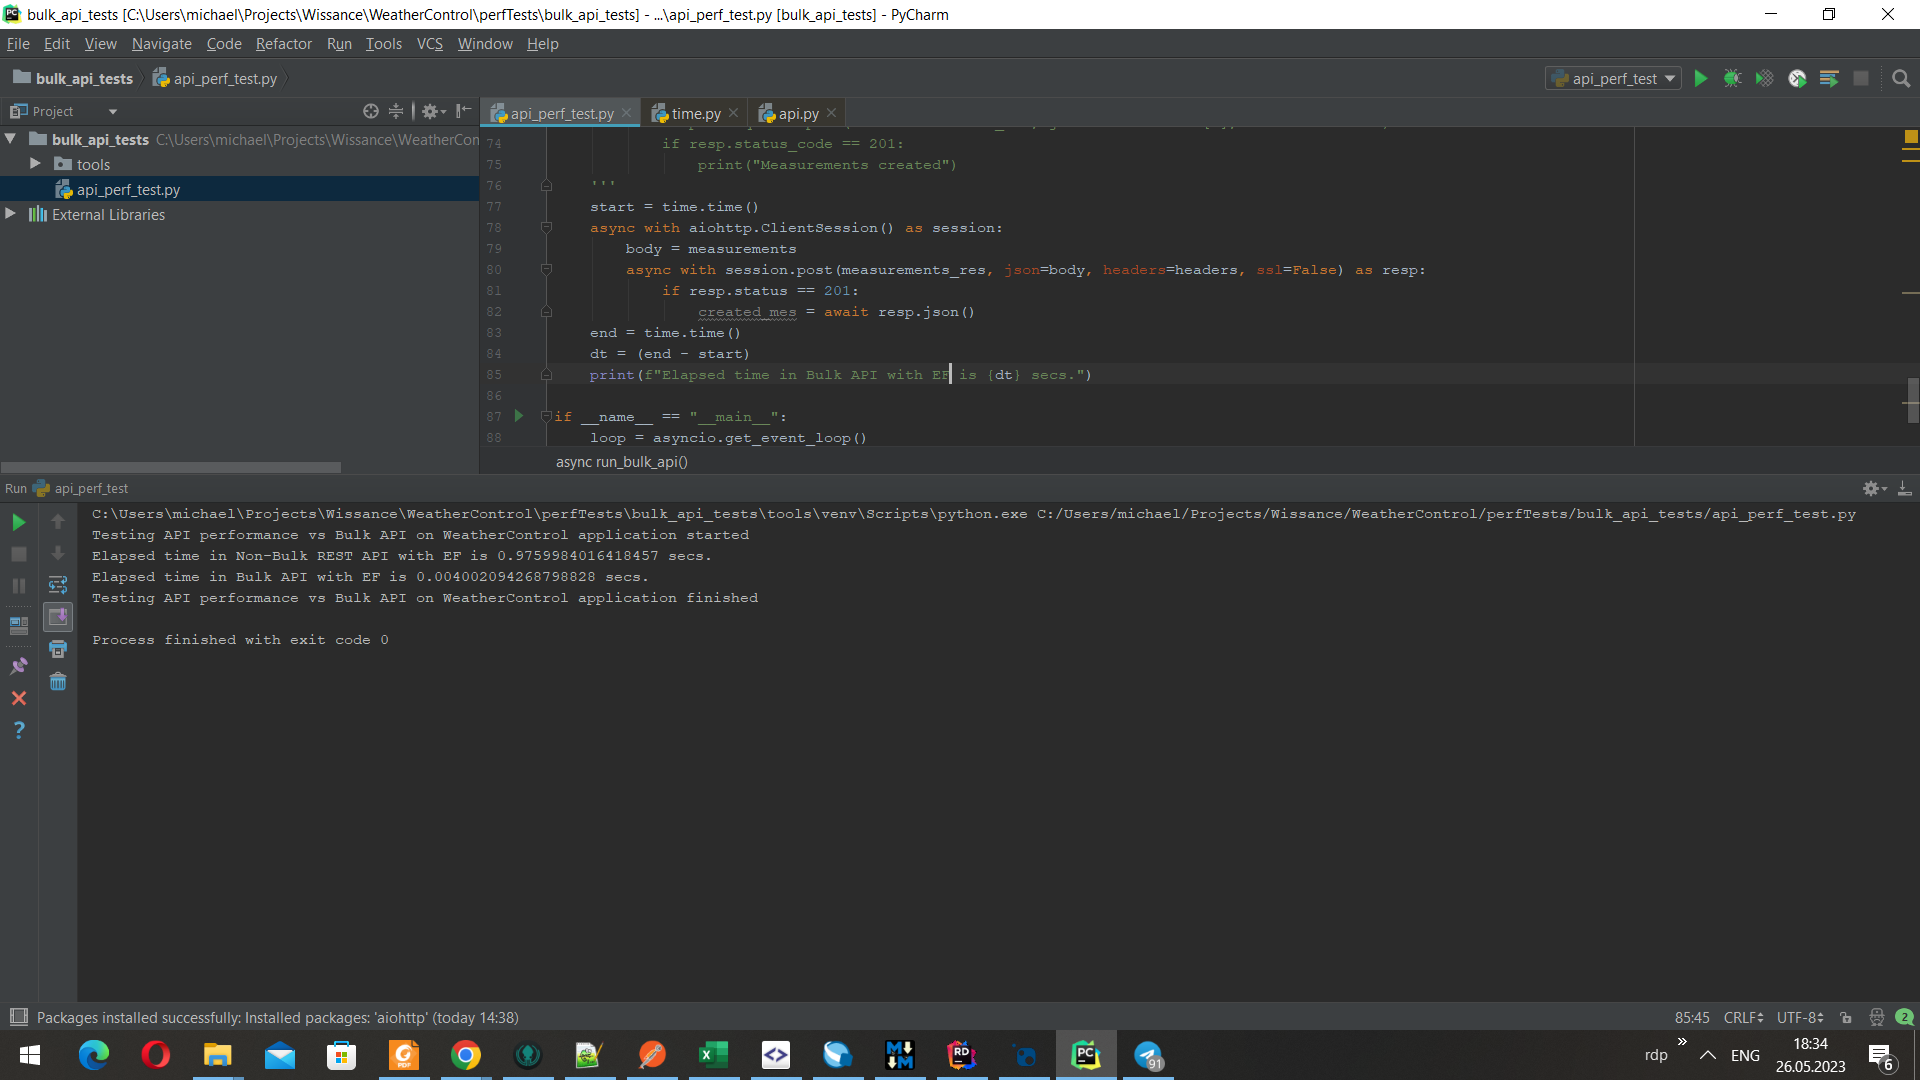 bulk_api_tests [C:\Users\michael\Projects\Wissance\WeatherControl\perfTests\bulk_api_tests] - ...\api_perf_test.py [bulk_api_tests] - PyCharm
File Edit View Navigate Code Refactor Run Tools VCS Window Help
bulk_api_tests api_perf_test.py api_perf_test
Project api_perf_test.py time.py api.py
bulk_api_tests C:\Users\michael\Projects\Wissance\WeatherCon
tools
api_perf_test.py
External Libraries
74 if resp.status_code == 201:
75 print("Measurements created")
76 '''
77 start = time.time()
78 async with aiohttp.ClientSession() as session:
79 body = measurements
80 async with session.post(measurements_res, json=body, headers=headers, ssl=False) as resp:
81 if resp.status == 201:
82 created_mes = await resp.json()
83 end = time.time()
84 dt = (end - start)
85 print(f"Elapsed time in Bulk API with EF is {dt} secs.")
86
87 if __name__ == "__main__":
88 loop = asyncio.get_event_loop()
async run_bulk_api()
Run api_perf_test
C:\Users\michael\Projects\Wissance\WeatherControl\perfTests\bulk_api_tests\tools\venv\Scripts\python.exe C:/Users/michael/Projects/Wissance/WeatherControl/perfTests/bulk_api_tests/api_perf_test.py
Testing API performance vs Bulk API on WeatherControl application started
Elapsed time in Non-Bulk REST API with EF is 0.9759984016418457 secs.
Elapsed time in Bulk API with EF is 0.004002094268798828 secs.
Testing API performance vs Bulk API on WeatherControl application finished
Process finished with exit code 0
Packages installed successfully: Installed packages: 'aiohttp' (today 14:38) 85:45 CRLF UTF-8 2
rdp ENG 18:34
26.05.2023 6
91